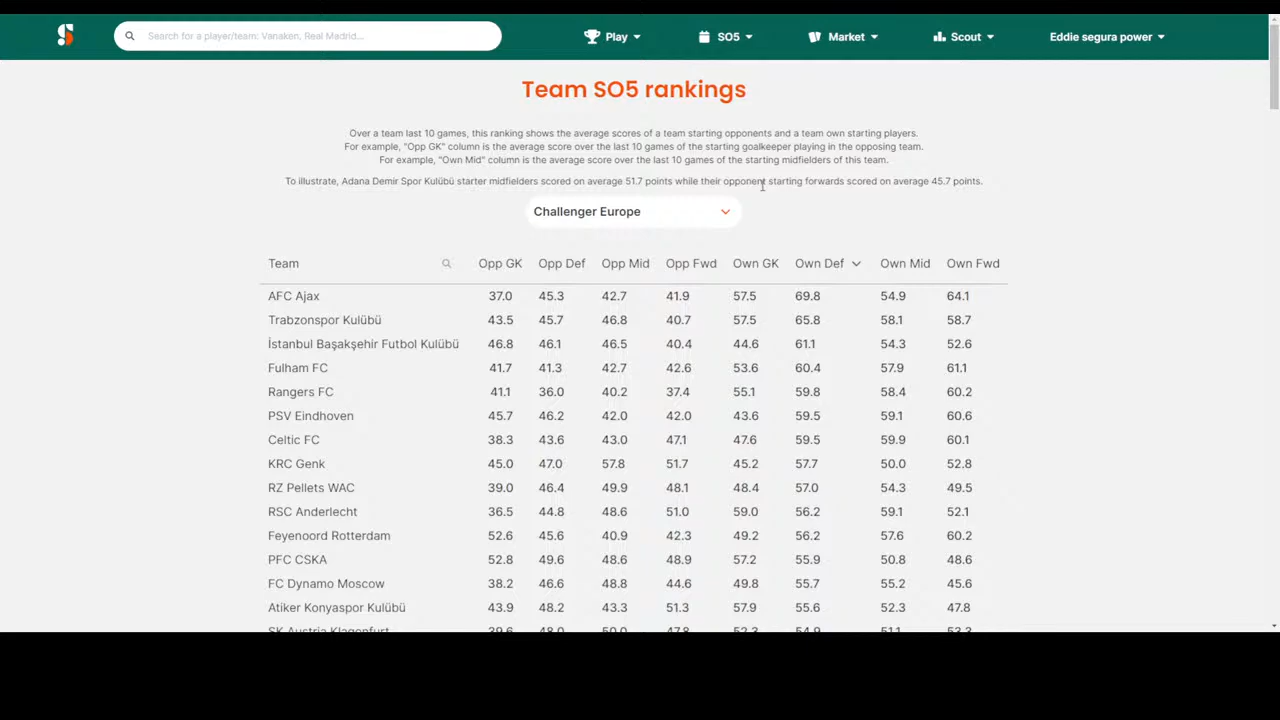 Search for a player/team: Vanaken, Real Madrid...
Play
SO5
Market
Scout
Eddie segura power
Team SO5 rankings
Over a team last 10 games, this ranking shows the average scores of a team starting opponents and a team own starting players.
For example, "Opp GK" column is the average score over the last 10 games of the starting goalkeeper playing in the opposing team.
For example, "Own Mid" column is the average score over the last 10 games of the starting midfielders of this team.
To illustrate, Adana Demir Spor Kulübü starter midfielders scored on average 51.7 points while their opponent starting forwards scored on average 45.7 points.
Challenger Europe
Team Opp GK Opp Def Opp Mid Opp Fwd Own GK Own Def Own Mid Own Fwd
AFC Ajax 37.0 45.3 42.7 41.9 57.5 69.8 54.9 64.1
Trabzonspor Kulübü 43.5 45.7 46.8 40.7 57.5 65.8 58.1 58.7
İstanbul Başakşehir Futbol Kulübü 46.8 46.1 46.5 40.4 44.6 61.1 54.3 52.6
Fulham FC 41.7 41.3 42.7 42.6 53.6 60.4 57.9 61.1
Rangers FC 41.1 36.0 40.2 37.4 55.1 59.8 58.4 60.2
PSV Eindhoven 45.7 46.2 42.0 42.0 43.6 59.5 59.1 60.6
Celtic FC 38.3 43.6 43.0 47.1 47.6 59.5 59.9 60.1
KRC Genk 45.0 47.0 57.8 51.7 45.2 57.7 50.0 52.8
RZ Pellets WAC 39.0 46.4 49.9 48.1 48.4 57.0 54.3 49.5
RSC Anderlecht 36.5 44.8 48.6 51.0 59.0 56.2 59.1 52.1
Feyenoord Rotterdam 52.6 45.6 40.9 42.3 49.2 56.2 57.6 60.2
PFC CSKA 52.8 49.6 48.6 48.9 57.2 55.9 50.8 48.6
FC Dynamo Moscow 38.2 46.6 48.8 44.6 49.8 55.7 55.2 45.6
Atiker Konyaspor Kulübü 43.9 48.2 43.3 51.3 57.9 55.6 52.3 47.8
SK Austria Klagenfurt 39.6 48.0 50.0 47.8 52.3 54.9 51.1 53.3